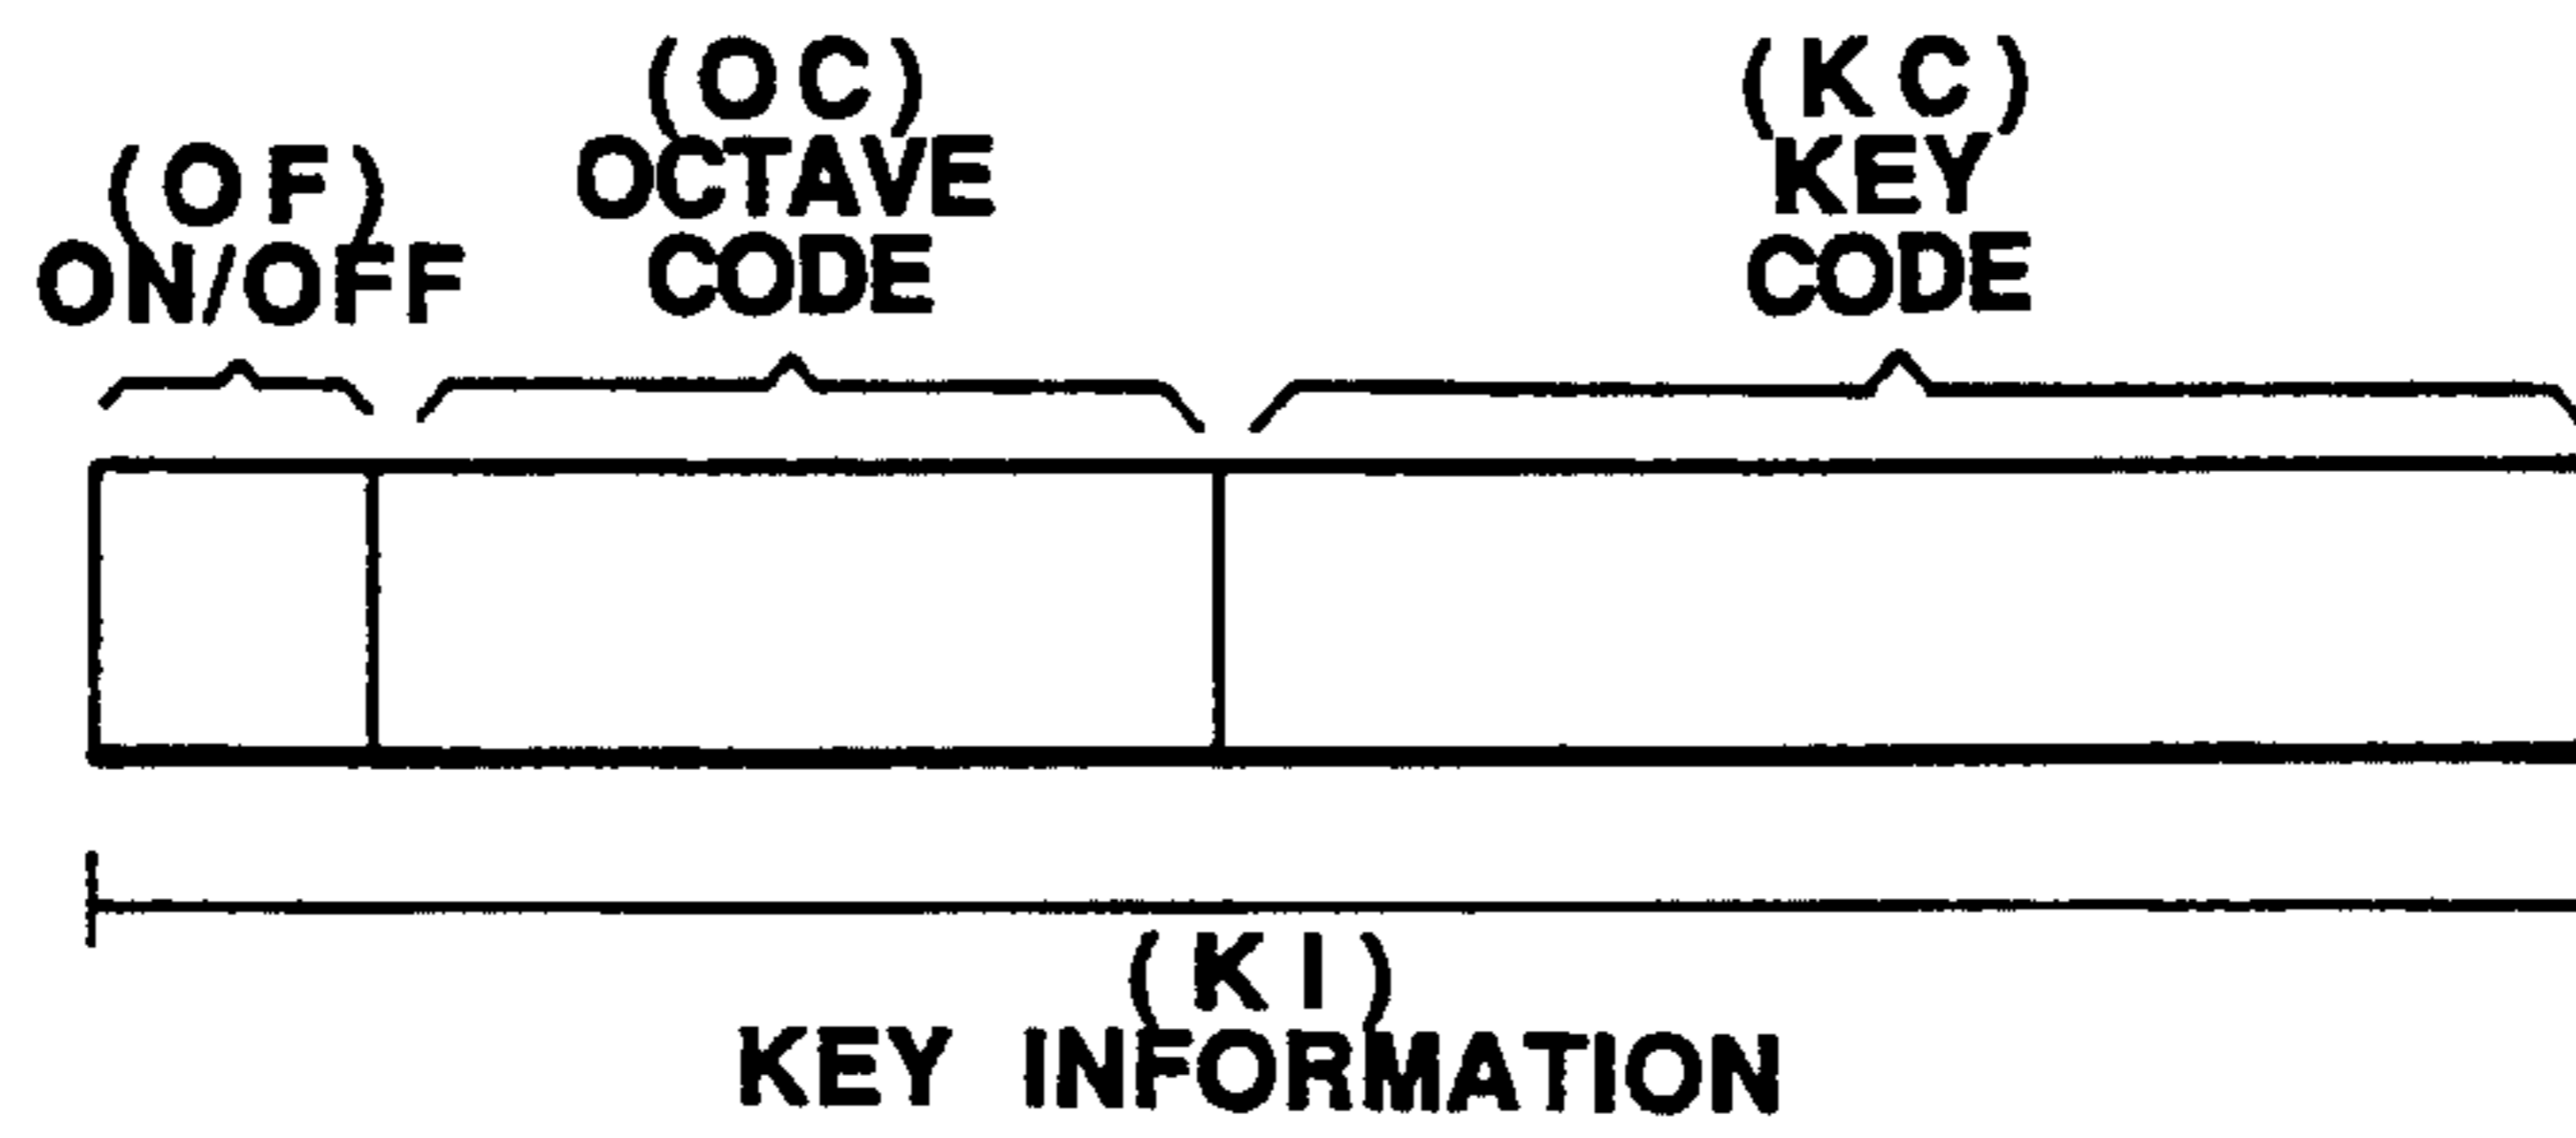 (OF)
ON/OFF
(OC)
OCTAVE
CODE
(KC)
KEY
CODE
(KI)
KEY INFORMATION